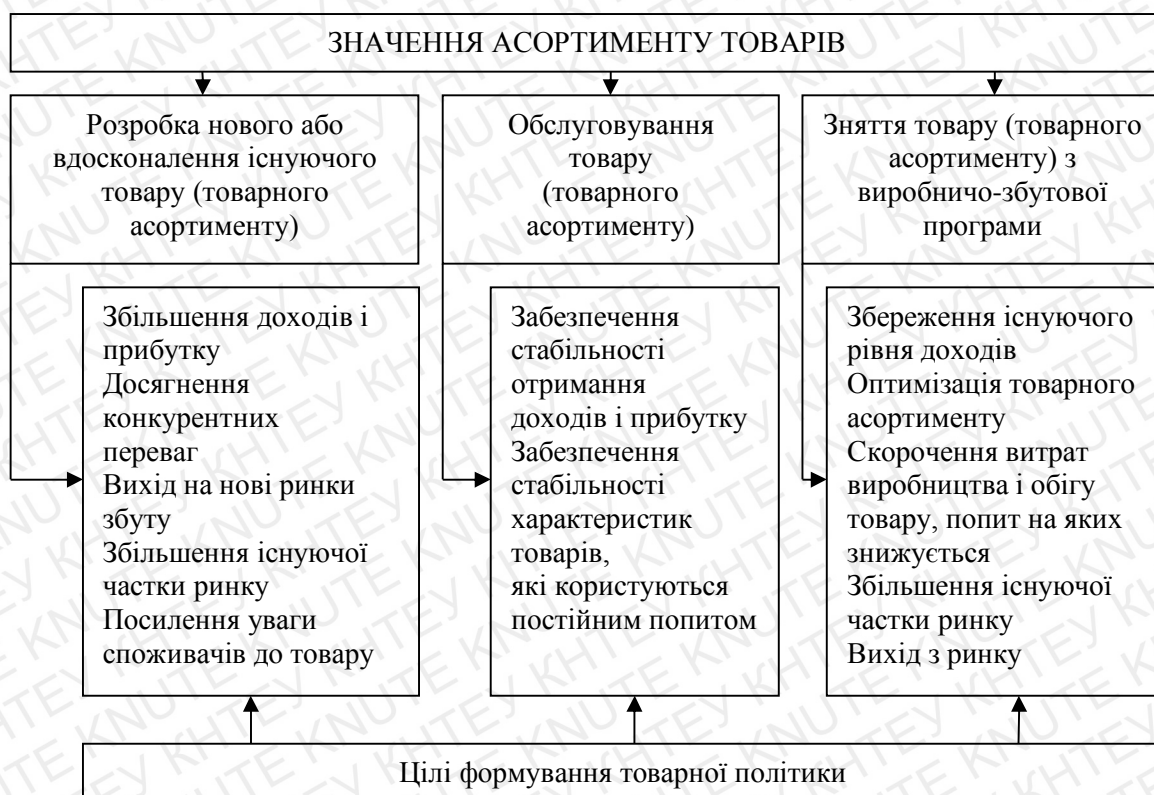 ЗНАЧЕННЯ АСОРТИМЕНТУ ТОВАРІВ
Розробка нового або
вдосконалення існуючого
товару (товарного
асортименту)
Обслуговування
товару
(товарного
асортименту)
Зняття товару (товарного
асортименту) з
виробничо-збутової
програми
Збільшення доходів і
прибутку
Досягнення
конкурентних
переваг
Вихід на нові ринки
збуту
Збільшення існуючої
частки ринку
Посилення уваги
споживачів до товару
Забезпечення
стабільності
отримання
доходів і прибутку
Забезпечення
стабільності
характеристик
товарів,
які користуються
постійним попитом
Збереження існуючого
рівня доходів
Оптимізація товарного
асортименту
Скорочення витрат
виробництва і обігу
товару, попит на яких
знижується
Збільшення існуючої
частки ринку
Вихід з ринку
Цілі формування товарної політики